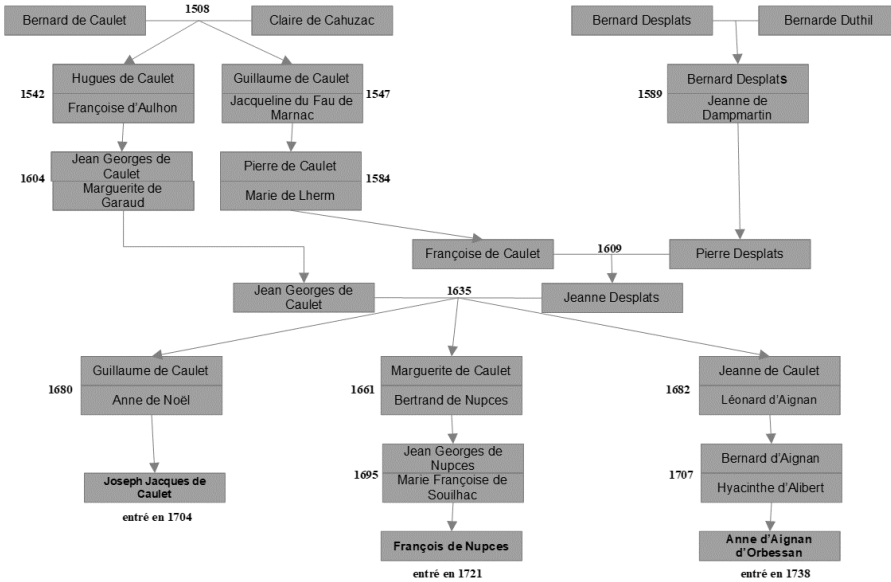 Bernard de Caulet
1508
Claire de Cahuzac
Bernard Desplats
Bernarde Duthil
Hugues de Caulet
1542
Françoise d'Aulhon
Guillaume de Caulet
Jacqueline du Fau de
Marnac
1547
Bernard Desplats
1589
Jeanne de
Dampmartin
Jean Georges de
Caulet
1604
Marguerite de
Garaud
Pierre de Caulet
1584
Marie de Lherm
Françoise de Caulet
1609
Pierre Desplats
Jean Georges de
Caulet
1635
Jeanne Desplats
Guillaume de Caulet
1680
Anne de Noël
Marguerite de Caulet
1661
Bertrand de Nupces
Jeanne de Caulet
1682
Léonard d'Aignan
Joseph Jacques de
Caulet
entré en 1704
Jean Georges de
Nupces
1695
Marie Françoise de
Souilhac
Bernard d'Aignan
1707
Hyacinthe d'Alibert
François de Nupces
entré en 1721
Anne d'Aignan
d'Orbessan
entré en 1738